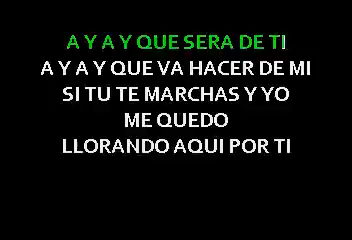 A Y A Y QUE SERA DE TI
A Y A Y QUE VA HACER DE MI
SI TU TE MARCHAS Y YO
ME QUEDO
LLORANDO AQUI POR TI